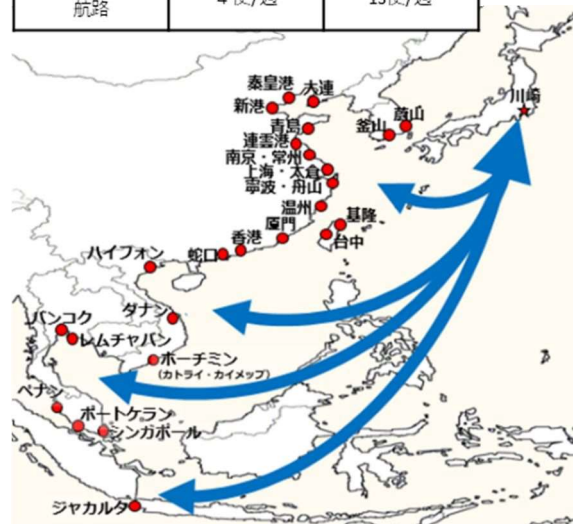 航路
4便/週
15便/週
秦皇港
大連
新港
青島
連雲港
南京・常州
上海・太倉
寧波・舟山
温州
厦門
香港
蛇口
基隆
台中
釜山
蔚山
川崎
ハイフォン
ダナン
バンコク
レムチャバン
ホーチミン
(カトライ・カイメップ)
ペナン
ポートケラン
シンガポール
ジャカルタ